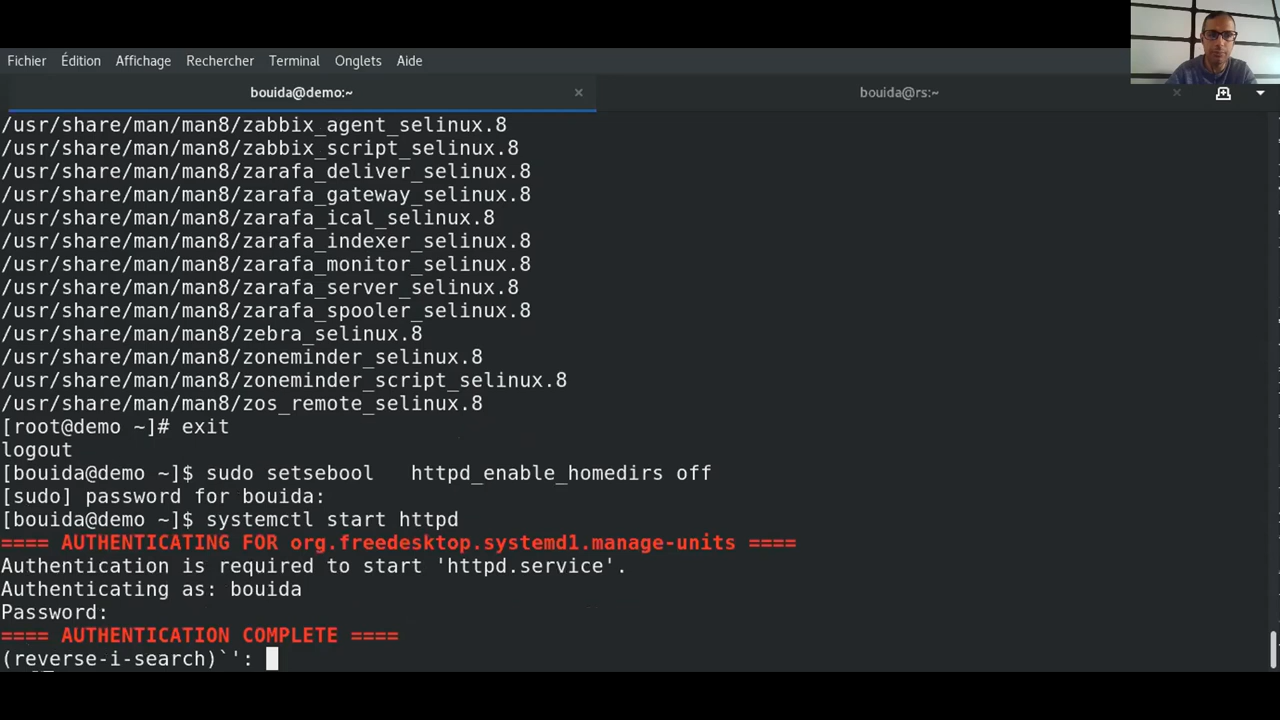 Fichier Édition Affichage Rechercher Terminal Onglets Aide
bouida@demo:~ × bouida@rs:~ ×
/usr/share/man/man8/zabbix_agent_selinux.8
/usr/share/man/man8/zabbix_script_selinux.8
/usr/share/man/man8/zarafa_deliver_selinux.8
/usr/share/man/man8/zarafa_gateway_selinux.8
/usr/share/man/man8/zarafa_ical_selinux.8
/usr/share/man/man8/zarafa_indexer_selinux.8
/usr/share/man/man8/zarafa_monitor_selinux.8
/usr/share/man/man8/zarafa_server_selinux.8
/usr/share/man/man8/zarafa_spooler_selinux.8
/usr/share/man/man8/zebra_selinux.8
/usr/share/man/man8/zoneminder_selinux.8
/usr/share/man/man8/zoneminder_script_selinux.8
/usr/share/man/man8/zos_remote_selinux.8
[root@demo ~]# exit
logout
[bouida@demo ~]$ sudo setsebool   httpd_enable_homedirs off
[sudo] password for bouida:
[bouida@demo ~]$ systemctl start httpd
==== AUTHENTICATING FOR org.freedesktop.systemd1.manage-units ====
Authentication is required to start 'httpd.service'.
Authenticating as: bouida
Password:
==== AUTHENTICATION COMPLETE ====
(reverse-i-search)`':